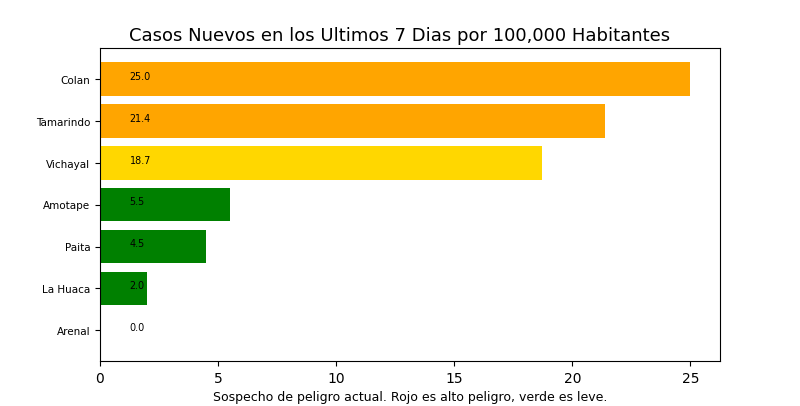 Casos Nuevos en los Ultimos 7 Dias por 100,000 Habitantes
Colan 25.0
Tamarindo 21.4
Vichayal 18.7
Amotape 5.5
Paita 4.5
La Huaca 2.0
Arenal 0.0
0 5 10 15 20 25
Sospecho de peligro actual. Rojo es alto peligro, verde es leve.